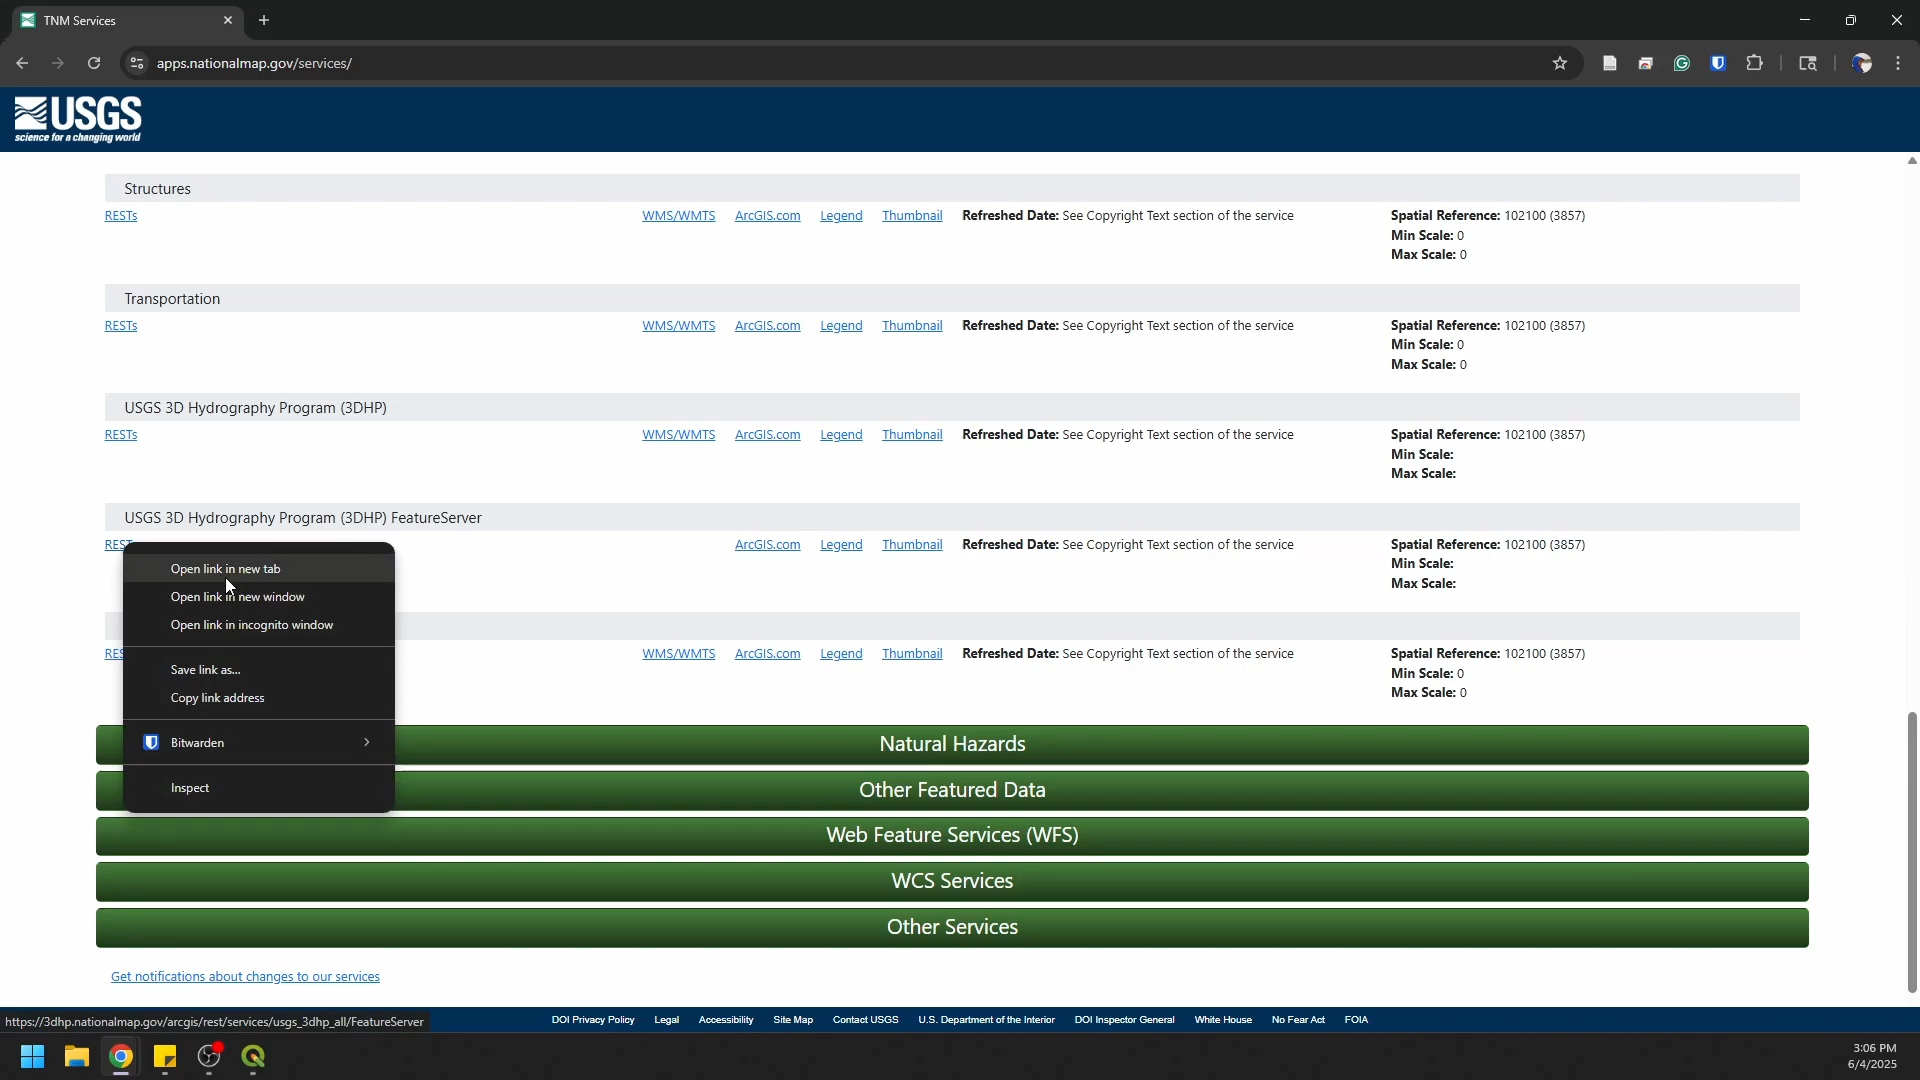 TNM Services
apps.nationalmap.gov/services/
USGS
science for a changing world
Structures
RESTs WMS/WMTS ArcGIS.com Legend Thumbnail Refreshed Date: See Copyright Text section of the service Spatial Reference: 102100 (3857)
Min Scale: 0
Max Scale: 0
Transportation
RESTs WMS/WMTS ArcGIS.com Legend Thumbnail Refreshed Date: See Copyright Text section of the service Spatial Reference: 102100 (3857)
Min Scale: 0
Max Scale: 0
USGS 3D Hydrography Program (3DHP)
RESTs WMS/WMTS ArcGIS.com Legend Thumbnail Refreshed Date: See Copyright Text section of the service Spatial Reference: 102100 (3857)
Min Scale:
Max Scale:
USGS 3D Hydrography Program (3DHP) FeatureServer
REST ArcGIS.com Legend Thumbnail Refreshed Date: See Copyright Text section of the service Spatial Reference: 102100 (3857)
Min Scale:
Max Scale:
Open link in new tab
Open link in new window
Open link in incognito window
RES WMS/WMTS ArcGIS.com Legend Thumbnail Refreshed Date: See Copyright Text section of the service Spatial Reference: 102100 (3857)
Min Scale: 0
Max Scale: 0
Save link as...
Copy link address
Bitwarden
Inspect
Natural Hazards
Other Featured Data
Web Feature Services (WFS)
WCS Services
Other Services
Get notifications about changes to our services
https://3dhp.nationalmap.gov/arcgis/rest/services/usgs_3dhp_all/FeatureServer
DOI Privacy Policy Legal Accessibility Site Map Contact USGS U.S. Department of the Interior DOI Inspector General White House No Fear Act FOIA
3:06 PM
6/4/2025